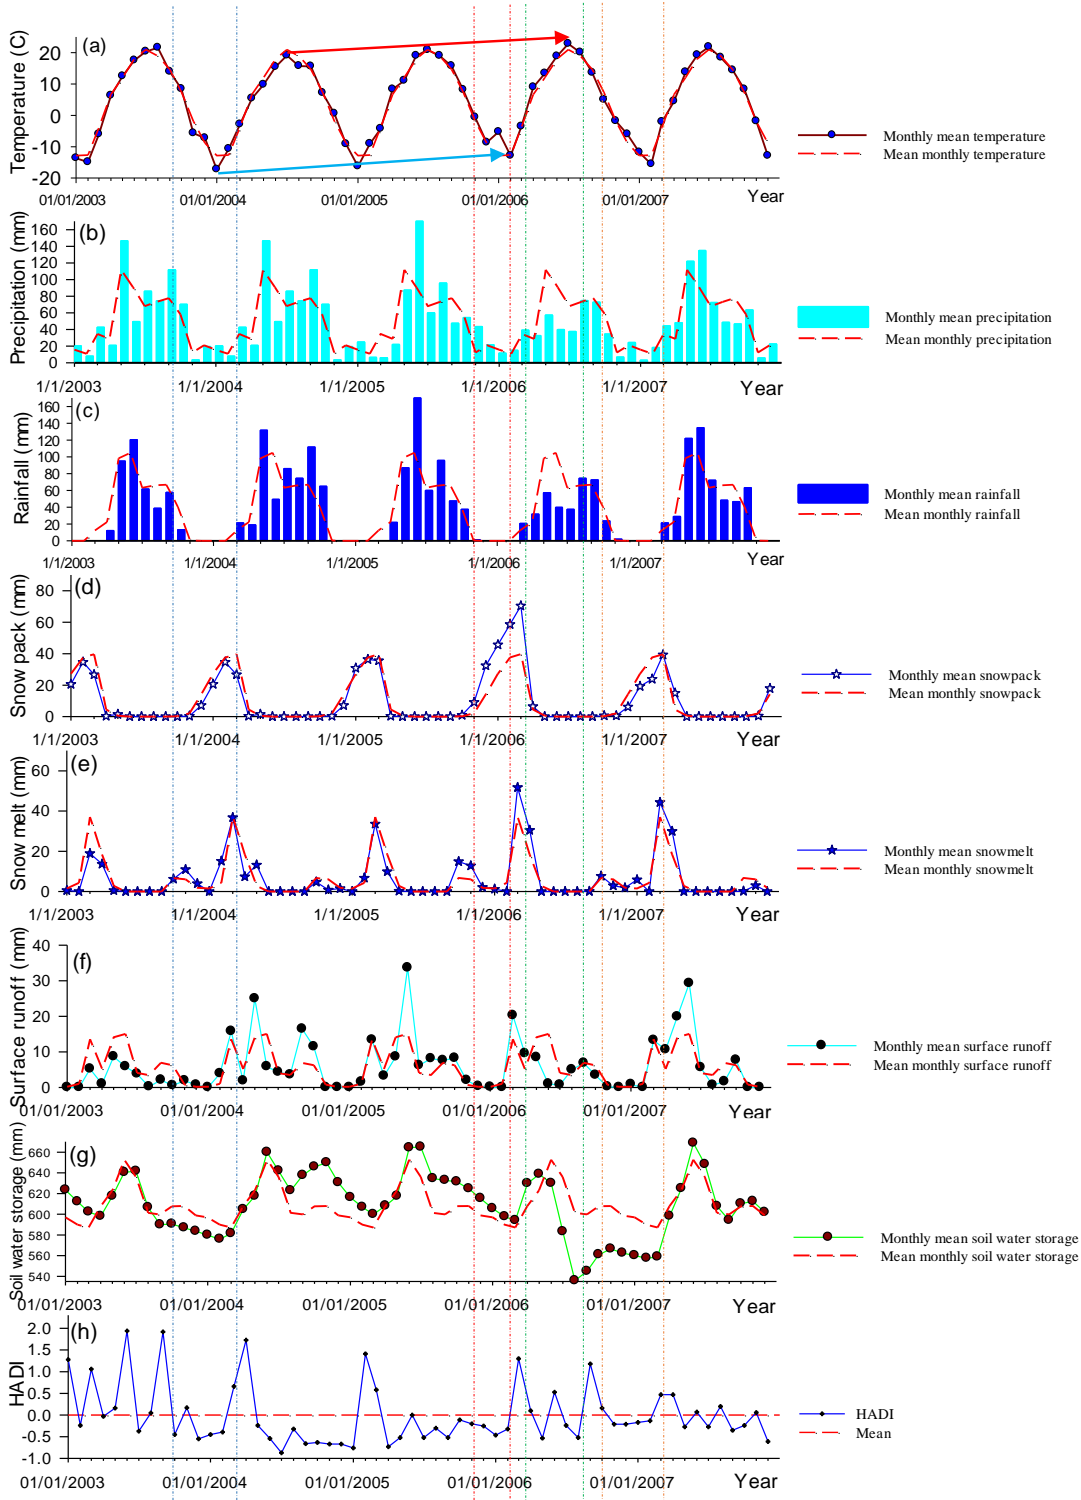 (a)
Temperature (C)
20
10
0
-10
-20
01/01/2003
01/01/2004
01/01/2005
01/01/2006
01/01/2007
Year
Monthly mean temperature
Mean monthly temperature
(b)
Precipitation (mm)
160
140
120
100
80
60
40
20
0
1/1/2003
1/1/2004
1/1/2005
1/1/2006
1/1/2007
Year
Monthly mean precipitation
Mean monthly precipitation
(c)
Rainfall (mm)
160
140
120
100
80
60
40
20
0
1/1/2003
1/1/2004
1/1/2005
1/1/2006
1/1/2007
Year
Monthly mean rainfall
Mean monthly rainfall
(d)
Snow pack (mm)
80
60
40
20
0
1/1/2003
1/1/2004
1/1/2005
1/1/2006
1/1/2007
Year
Monthly mean snowpack
Mean monthly snowpack
(e)
Snow melt (mm)
60
40
20
0
1/1/2003
1/1/2004
1/1/2005
1/1/2006
1/1/2007
Year
Monthly mean snowmelt
Mean monthly snowmelt
(f)
Surface runoff (mm)
40
30
20
10
0
01/01/2003
01/01/2004
01/01/2005
01/01/2006
01/01/2007
Year
Monthly mean surface runoff
Mean monthly surface runoff
(g)
Soil water storage (mm)
660
640
620
600
580
560
540
01/01/2003
01/01/2004
01/01/2005
01/01/2006
01/01/2007
Year
Monthly mean soil water storage
Mean monthly soil water storage
(h)
HADI
2.0
1.5
1.0
0.5
0.0
-0.5
-1.0
01/01/2003
01/01/2004
01/01/2005
01/01/2006
01/01/2007
Year
HADI
Mean